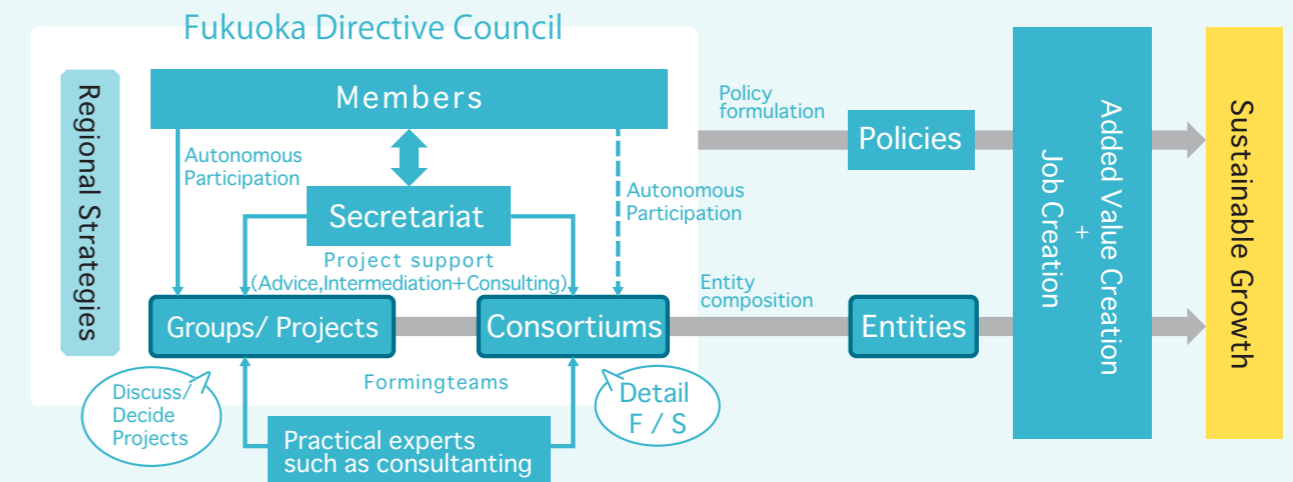 Fukuoka Directive Council
Regional Strategies
Members
Autonomous
Participation
Secretariat
Autonomous
Participation
Project support
(Advice,Intermediation+Consulting)
Groups/ Projects
Consortiums
Formingteams
Discuss/
Decide
Projects
Detail
F / S
Practical experts
such as consultanting
Policy
formulation
Policies
Entity
composition
Entities
Added Value Creation
+
Job Creation
Sustainable Growth